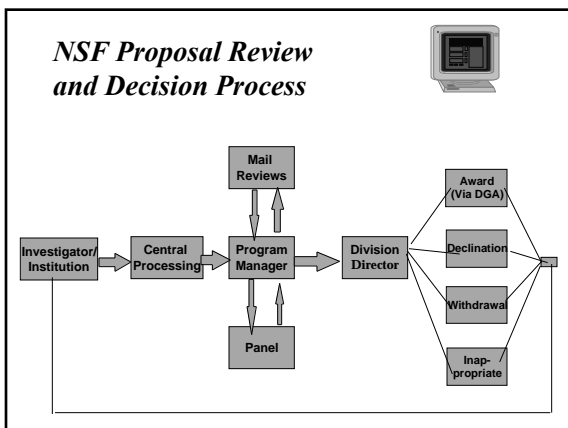 NSF Proposal Review
and Decision Process
Mail
Reviews
Award
(Via DGA)
Investigator/
Institution
Central
Processing
Program
Manager
Division
Director
Declination
Withdrawal
Panel
Inap-
propriate